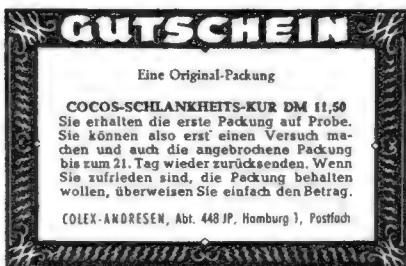 GUTSCHEIN
Eine Original-Packung
COCOS-SCHLANKHEITS-KUR DM 11,50
Sie erhalten die erste Packung auf Probe.
Sie können also erst einen Versuch ma-
chen und auch die angebrochene Packung
bis zum 21. Tag wieder zurücksenden. Wenn
Sie zufrieden sind, die Packung behalten
wollen, überweisen Sie einfach den Betrag.
COLEX-ANDRESEN, Abt. 448 JP, Hamburg 1, Postfach